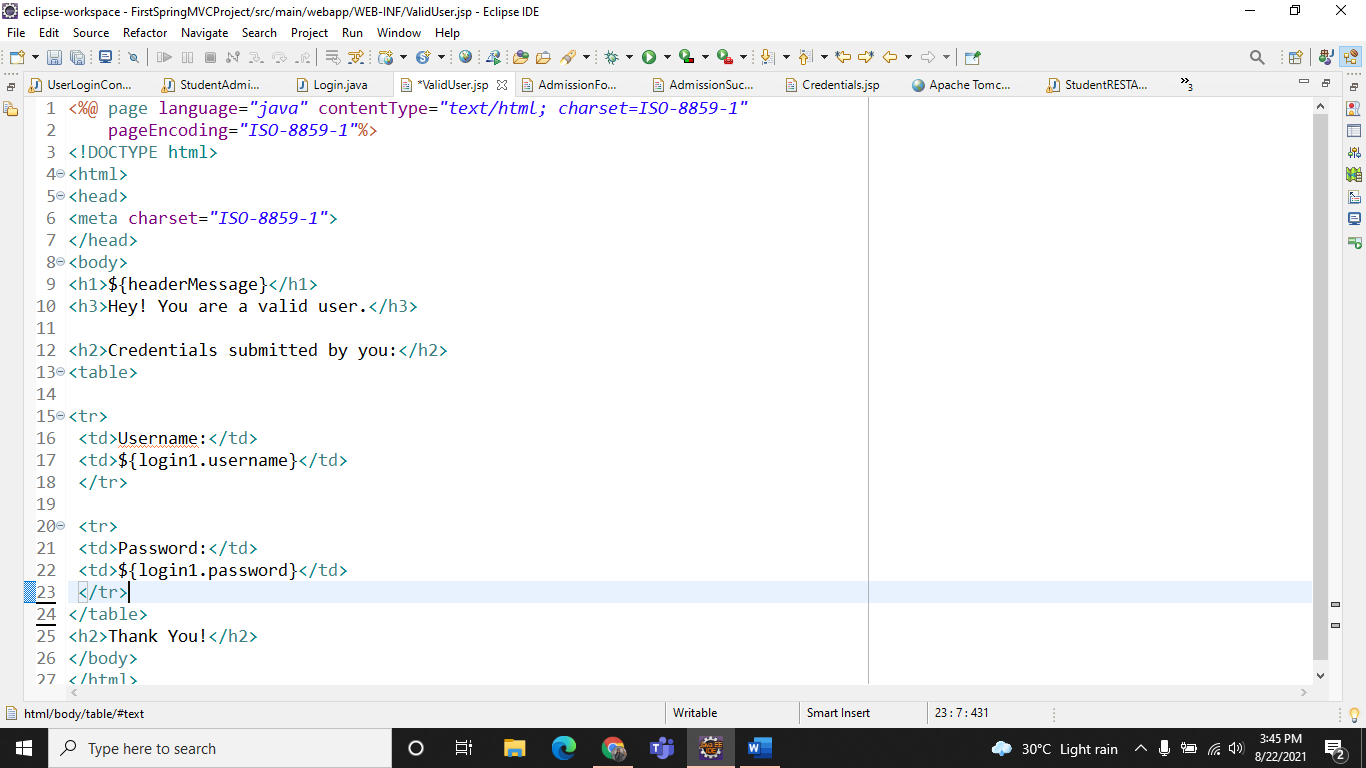 eclipse-workspace - FirstSpringMVCProject/src/main/webapp/WEB-INF/ValidUser.jsp - Eclipse IDE
File Edit Source Refactor Navigate Search Project Run Window Help
UserLoginCon... StudentAdmi... Login.java *ValidUser.jsp AdmissionFo... AdmissionSuc... Credentials.jsp Apache Tomc... StudentRESTA... »3
1 <%@ page language="java" contentType="text/html; charset=ISO-8859-1"
2     pageEncoding="ISO-8859-1"%>
3 <!DOCTYPE html>
4 <html>
5 <head>
6 <meta charset="ISO-8859-1">
7 </head>
8 <body>
9 <h1>${headerMessage}</h1>
10 <h3>Hey! You are a valid user.</h3>
11
12 <h2>Credentials submitted by you:</h2>
13 <table>
14
15 <tr>
16  <td>Username:</td>
17  <td>${login1.username}</td>
18  </tr>
19
20  <tr>
21  <td>Password:</td>
22  <td>${login1.password}</td>
23  </tr>
24 </table>
25 <h2>Thank You!</h2>
26 </body>
27 </html>
html/body/table/#text Writable Smart Insert 23 : 7 : 431
Type here to search 30°C Light rain 3:45 PM
8/22/2021 2